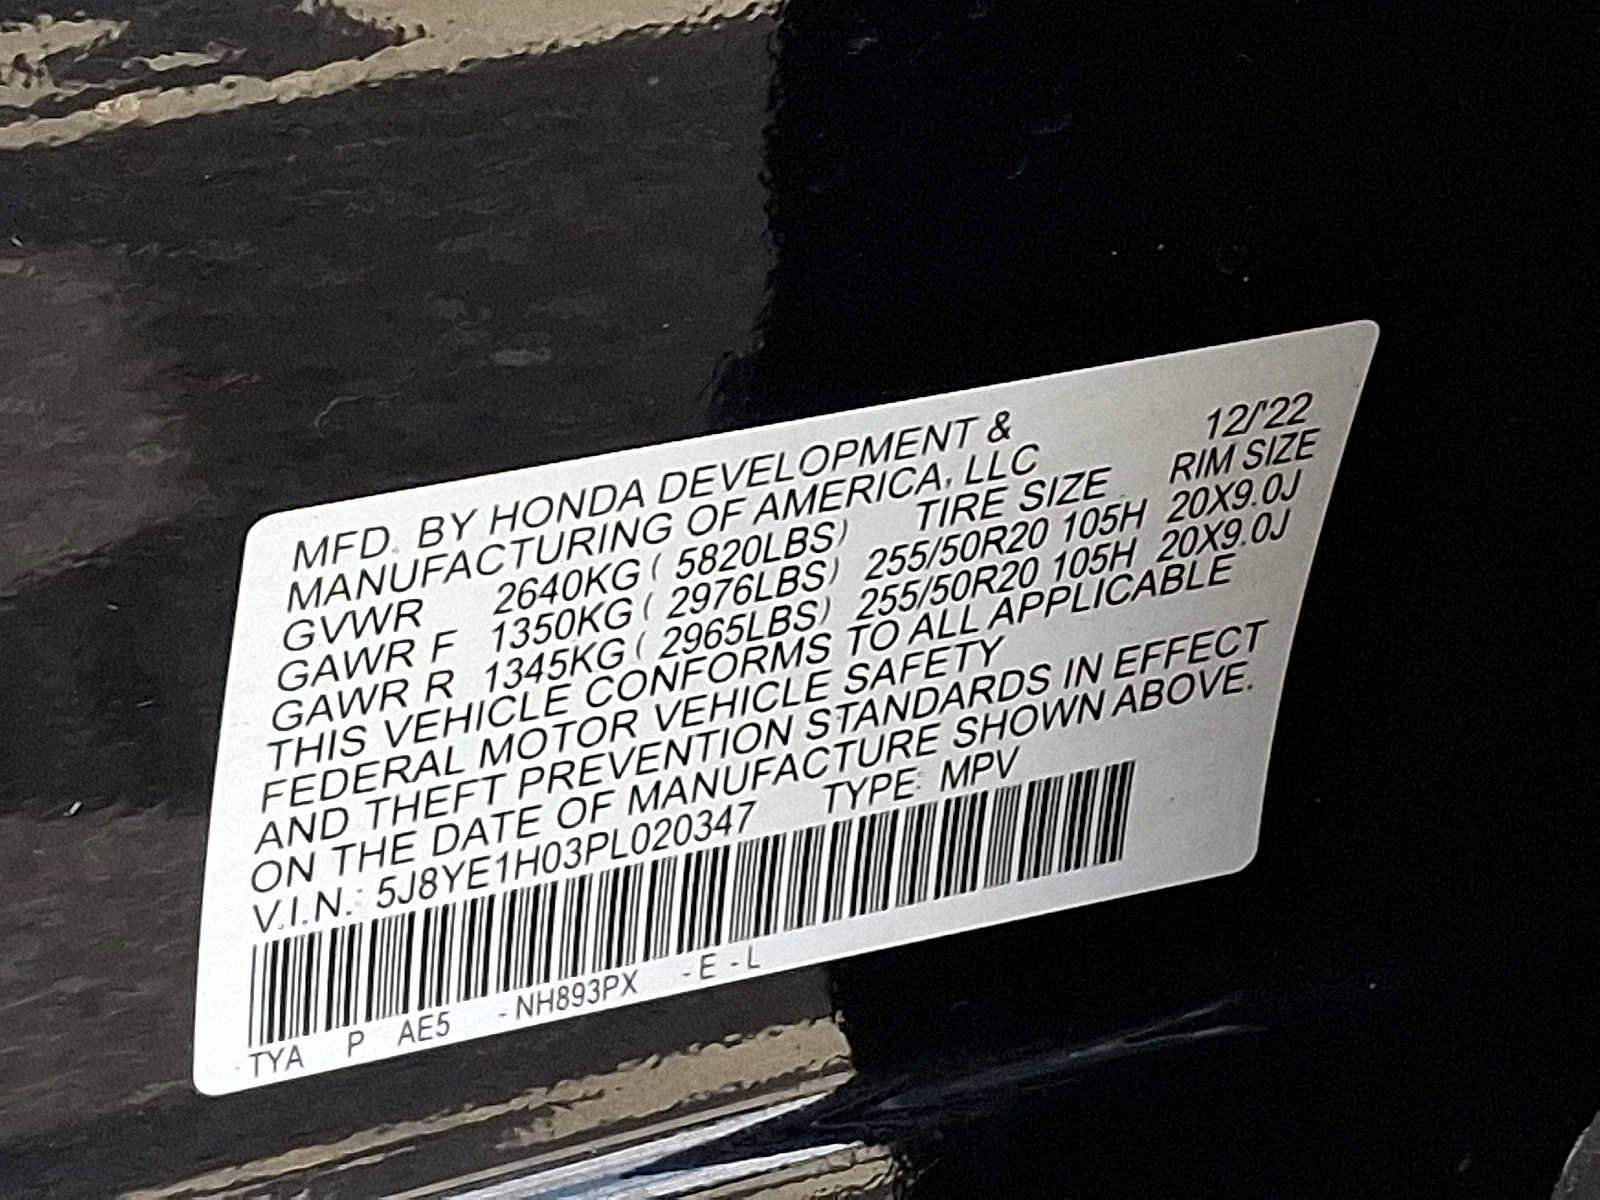 MFD. BY HONDA DEVELOPMENT & 12/'22
MANUFACTURING OF AMERICA, LLC
TIRE SIZE RIM SIZE
GVWR 2640KG ( 5820LBS)
GAWR F 1350KG ( 2976LBS) 255/50R20 105H 20X9.0J
GAWR R 1345KG ( 2965LBS) 255/50R20 105H 20X9.0J
THIS VEHICLE CONFORMS TO ALL APPLICABLE
FEDERAL MOTOR VEHICLE SAFETY
AND THEFT PREVENTION STANDARDS IN EFFECT
ON THE DATE OF MANUFACTURE SHOWN ABOVE.
V.I.N.: 5J8YE1H03PL020347 TYPE: MPV
TYA P AE5 -NH893PX -E -L